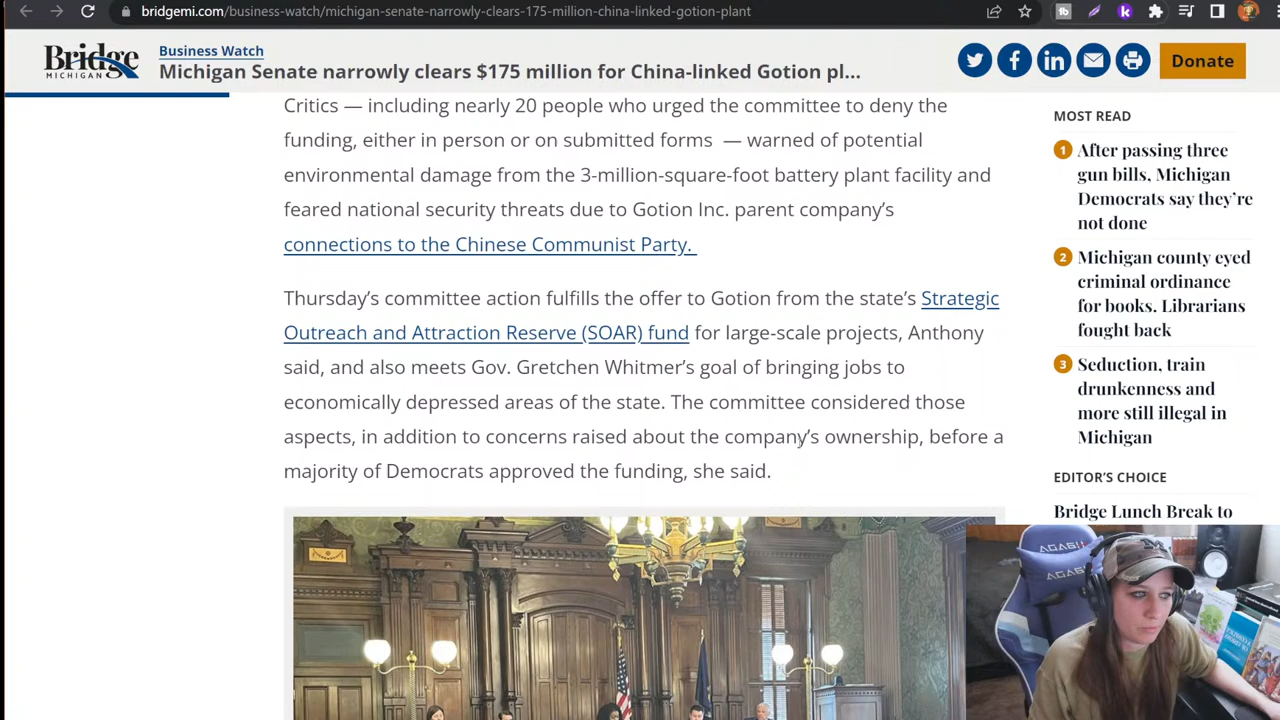 bridgemi.com/business-watch/michigan-senate-narrowly-clears-175-million-china-linked-gotion-plant
Bridge
MICHIGAN
Business Watch
Michigan Senate narrowly clears $175 million for China-linked Gotion pl...
Donate
Critics — including nearly 20 people who urged the committee to deny the
funding, either in person or on submitted forms — warned of potential
environmental damage from the 3-million-square-foot battery plant facility and
feared national security threats due to Gotion Inc. parent company’s
connections to the Chinese Communist Party.
Thursday’s committee action fulfills the offer to Gotion from the state’s Strategic
Outreach and Attraction Reserve (SOAR) fund for large-scale projects, Anthony
said, and also meets Gov. Gretchen Whitmer’s goal of bringing jobs to
economically depressed areas of the state. The committee considered those
aspects, in addition to concerns raised about the company’s ownership, before a
majority of Democrats approved the funding, she said.
MOST READ
1 After passing three
gun bills, Michigan
Democrats say they’re
not done
2 Michigan county eyed
criminal ordinance
for books. Librarians
fought back
3 Seduction, train
drunkenness and
more still illegal in
Michigan
EDITOR’S CHOICE
Bridge Lunch Break to